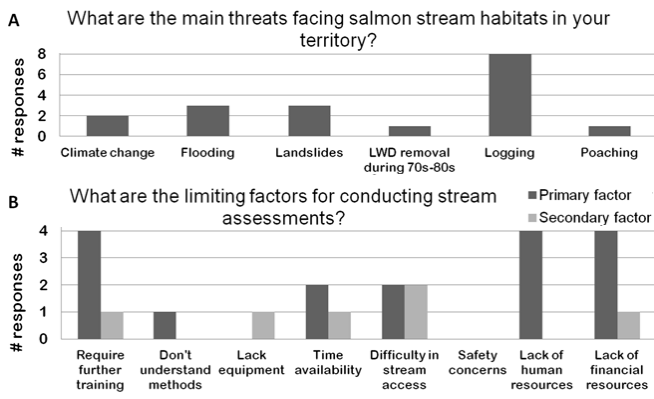 A
What are the main threats facing salmon stream habitats in your
territory?
# responses
8
6
4
2
0
Climate change
Flooding
Landslides
LWD removal
during 70s-80s
Logging
Poaching
B
What are the limiting factors for conducting stream
assessments?
Primary factor
Secondary factor
# responses
4
3
2
1
0
Require
further
training
Don't
understand
methods
Lack
equipment
Time
availability
Difficulty in
stream
access
Safety
concerns
Lack of
human
resources
Lack of
financial
resources